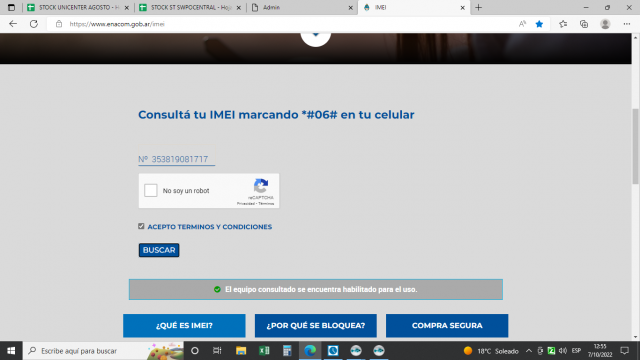 STOCK UNICENTER AGOSTO - H
STOCK ST SWPOCENTRAL - Hoja
Admin
IMEI
https://www.enacom.gob.ar/imei
Consultá tu IMEI marcando *#06# en tu celular
Nº 353819081717
No soy un robot
reCAPTCHA
Privacidad - Términos
ACEPTO TERMINOS Y CONDICIONES
BUSCAR
El equipo consultado se encuentra habilitado para el uso.
¿QUÉ ES IMEI?
¿POR QUÉ SE BLOQUEA?
COMPRA SEGURA
Escribe aquí para buscar
18°C Soleado
ESP
12:55
7/10/2022